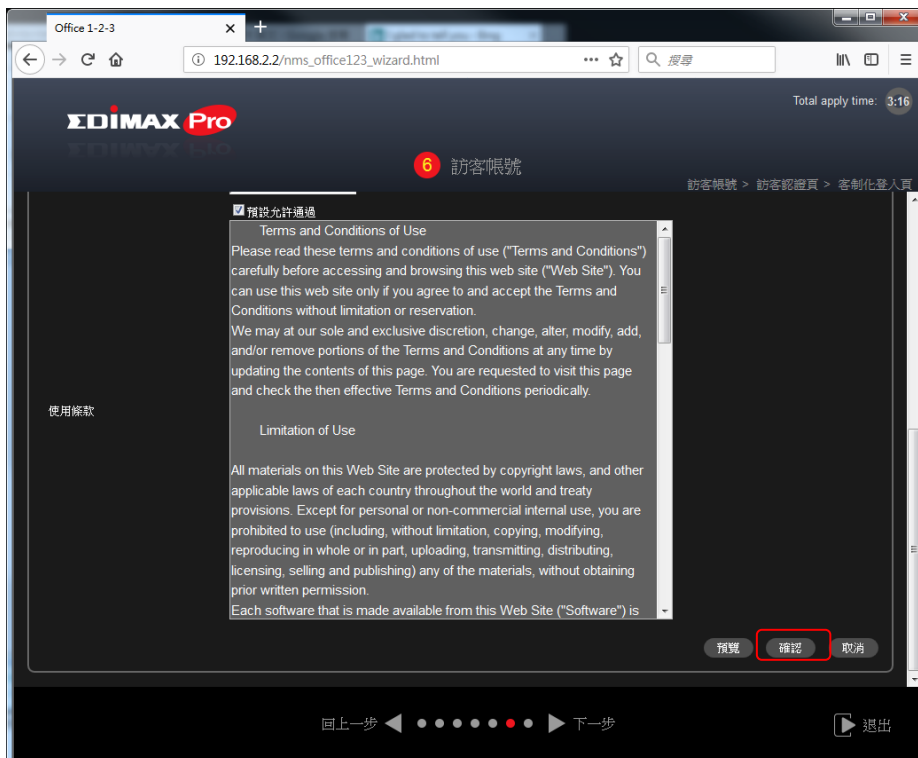 Office 1-2-3
192.168.2.2/nms_office123_wizard.html
搜尋
Total apply time: 3:16
EDIMAX Pro
6 訪客帳號
訪客帳號 > 訪客認證頁 > 客制化登入頁
預設允許通過
Terms and Conditions of Use
Please read these terms and conditions of use ("Terms and Conditions")
carefully before accessing and browsing this web site ("Web Site"). You
can use this web site only if you agree to and accept the Terms and
Conditions without limitation or reservation.
We may at our sole and exclusive discretion, change, alter, modify, add,
and/or remove portions of the Terms and Conditions at any time by
updating the contents of this page. You are requested to visit this page
and check the then effective Terms and Conditions periodically.
使用條款
Limitation of Use
All materials on this Web Site are protected by copyright laws, and other
applicable laws of each country throughout the world and treaty
provisions. Except for personal or non-commercial internal use, you are
prohibited to use (including, without limitation, copying, modifying,
reproducing in whole or in part, uploading, transmitting, distributing,
licensing, selling and publishing) any of the materials, without obtaining
prior written permission.
Each software that is made available from this Web Site ("Software") is
預覽 確認 取消
回上一步 下一步 退出